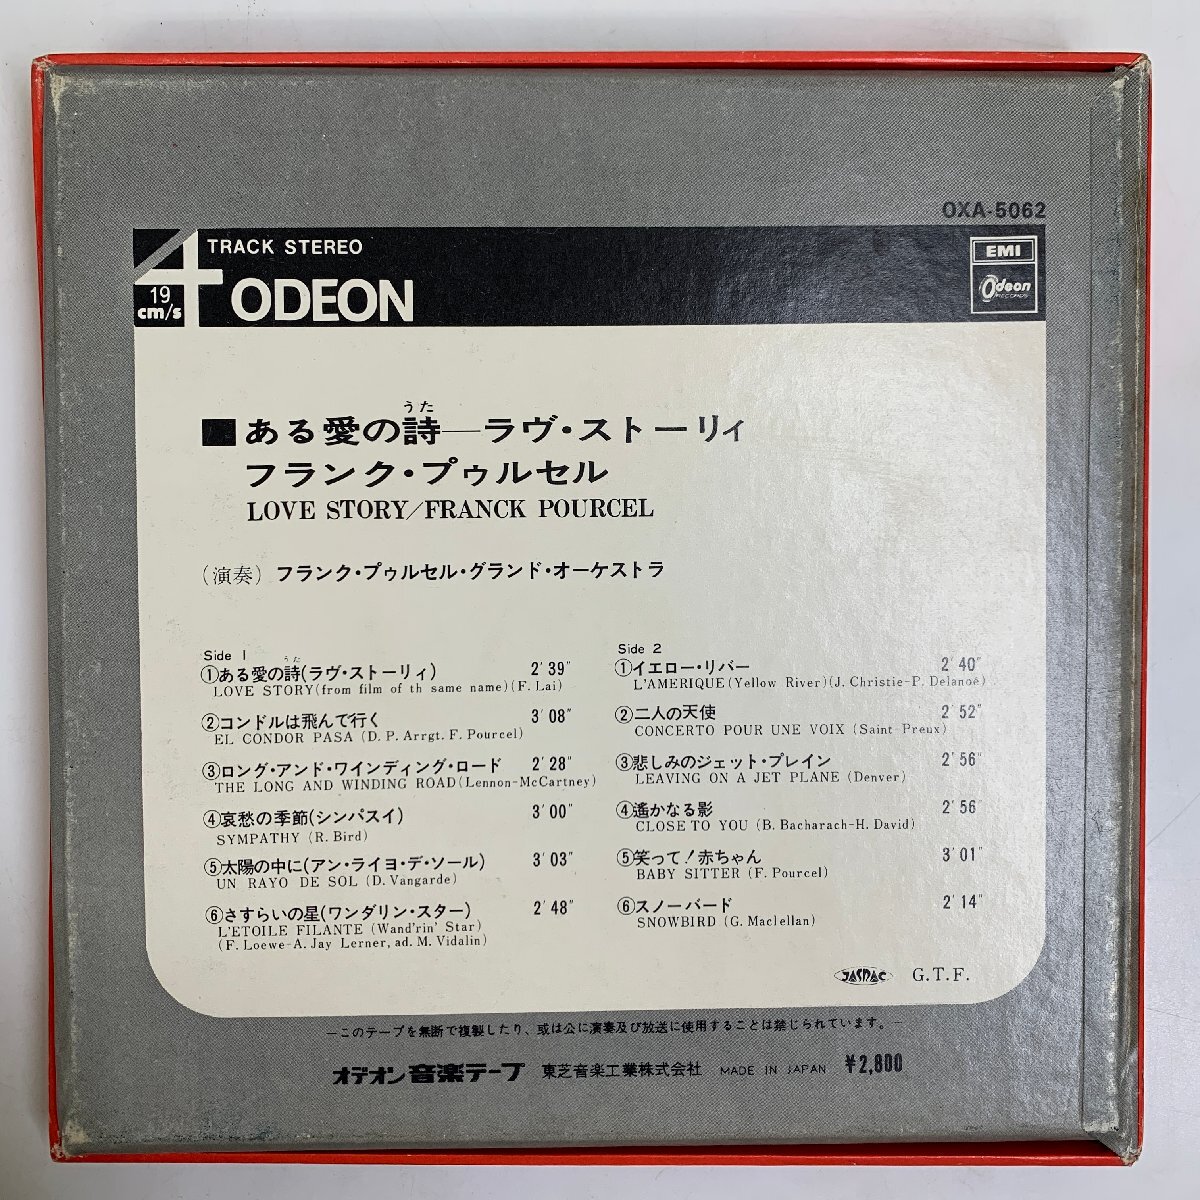 OXA-5062
4 TRACK STEREO
19 cm/s
ODEON
EMI
Odeon
RECORDS
うた
■ある愛の詩—ラヴ・ストーリィ
フランク・プゥルセル
LOVE STORY/FRANCK POURCEL
(演奏) フランク・プゥルセル・グランド・オーケストラ
Side 1
うた
①ある愛の詩(ラヴ・ストーリィ) 2'39"
LOVE STORY(from film of th same name)(F. Lai)
②コンドルは飛んで行く 3'08"
EL CONDOR PASA (D. P. Arrgt. F. Pourcel)
③ロング・アンド・ワインディング・ロード 2'28"
THE LONG AND WINDING ROAD(Lennon-McCartney)
④哀愁の季節(シンパスイ) 3'00"
SYMPATHY (R. Bird)
⑤太陽の中に(アン・ライヨ・デ・ソール) 3'03"
UN RAYO DE SOL (D. Vangarde)
⑥さすらいの星(ワンダリン・スター) 2'48"
L'ETOILE FILANTE (Wand'rin' Star)
(F. Loewe-A. Jay Lerner, ad. M. Vidalin)
Side 2
①イエロー・リバー 2'40"
L'AMERIQUE(Yellow River)(J. Christie-P. Delanoë)
②二人の天使 2'52"
CONCERTO POUR UNE VOIX (Saint-Preux)
③悲しみのジェット・プレイン 2'56"
LEAVING ON A JET PLANE (Denver)
④遙かなる影 2'56
CLOSE TO YOU (B. Bacharach-H. David)
⑤笑って!赤ちゃん 3'01"
BABY SITTER (F. Pourcel)
⑥スノーバード 2'14"
SNOWBIRD (G. Maclellan)
JASRAC G.T.F.
—このテープを無断で複製したり、或は公に演奏及び放送に使用することは禁じられています。—
オデオン音楽テープ 東芝音楽工業株式会社 MADE IN JAPAN ¥2,800